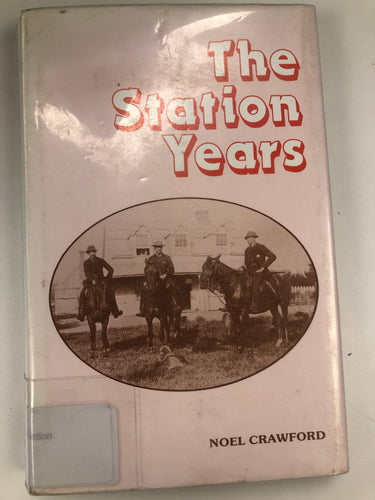 The
Station
Years
NOEL CRAWFORD